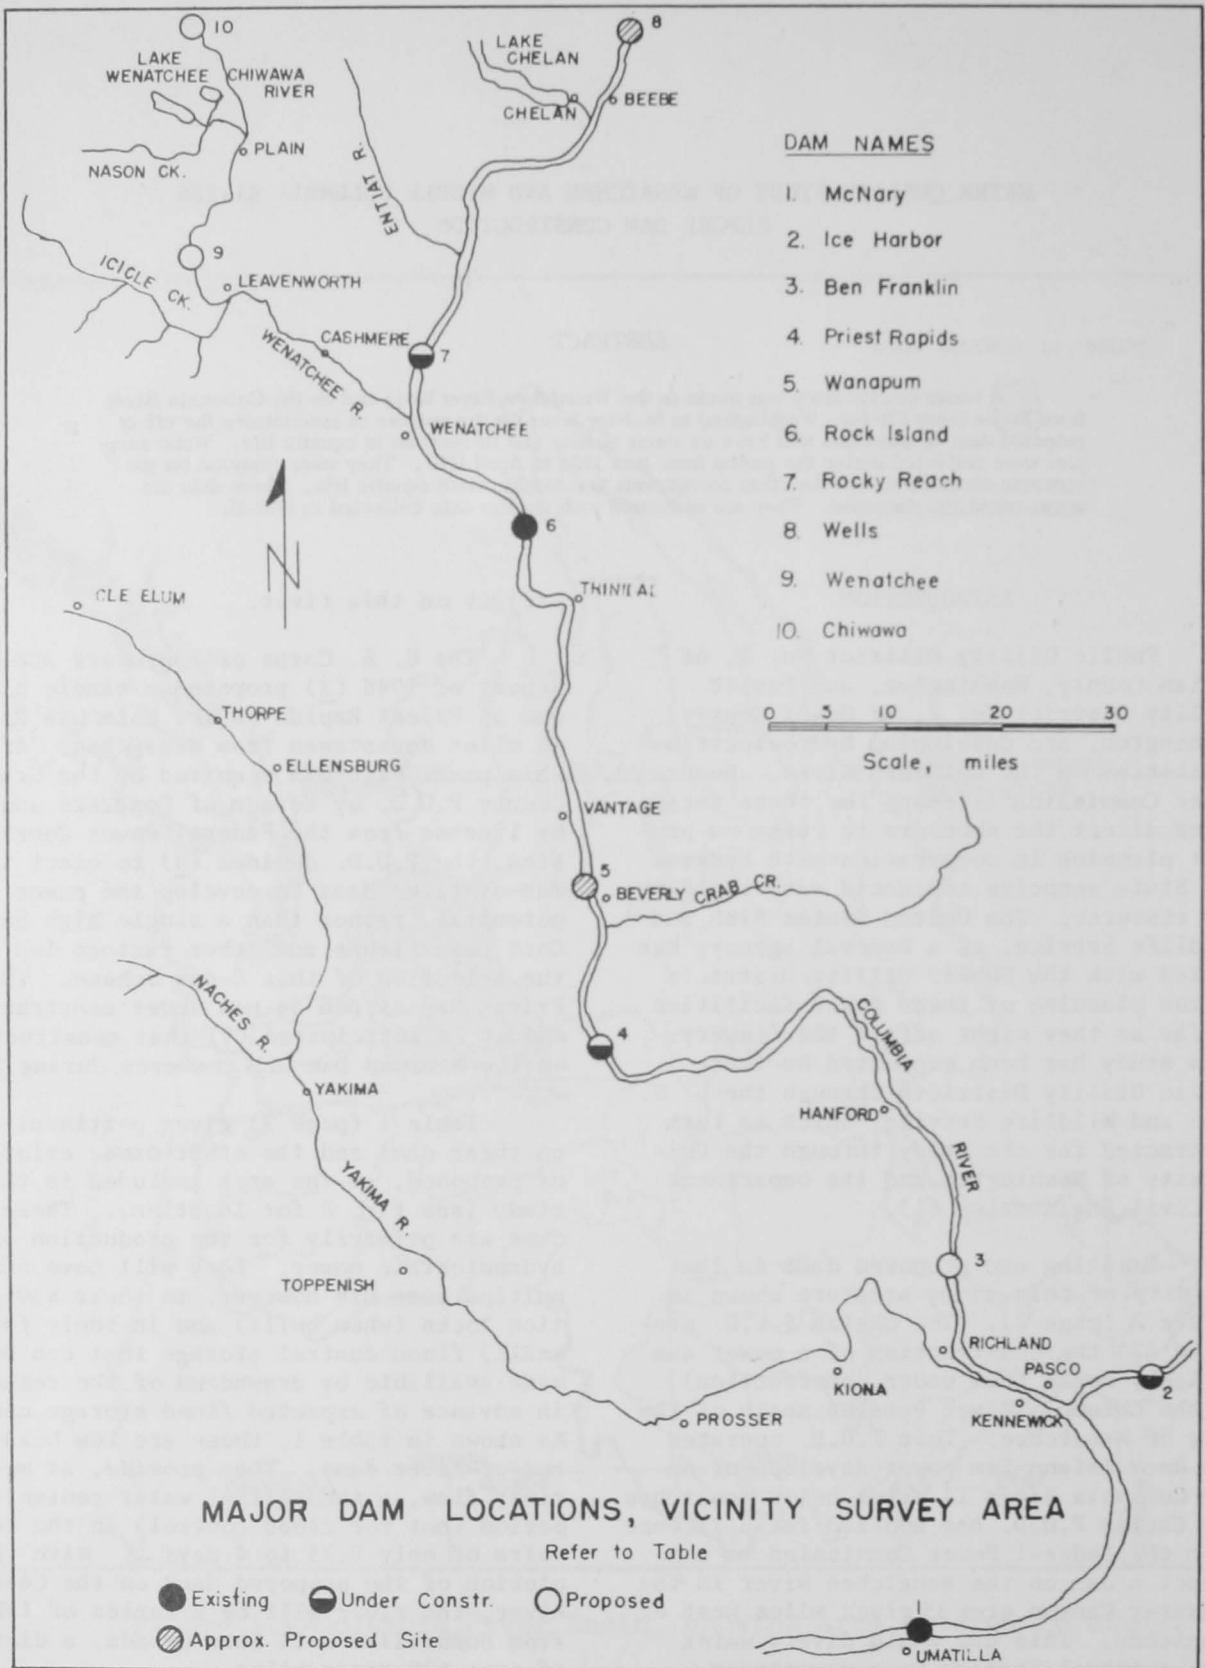 10
LAKE
WENATCHEE
CHIWAWA
RIVER
PLAIN
NASON CK.
ICICLE CK.
9
LEAVENWORTH
CASHMERE
WENATCHEE R.
WENATCHEE
ENTIAT R.
LAKE
CHELAN
CHELAN
BEEBE
8
7
6
DAM NAMES
1. McNary
2. Ice Harbor
3. Ben Franklin
4. Priest Rapids
5. Wanapum
6. Rock Island
7. Rocky Reach
8. Wells
9. Wenatchee
10. Chiwawa
0 5 10 20 30
Scale, miles
N
CLE ELUM
THORPE
ELLENSBURG
VANTAGE
5
BEVERLY
CRAB CR.
4
NACHES R.
YAKIMA
YAKIMA R.
TOPPENISH
PROSSER
KIONA
COLUMBIA
RIVER
HANFORD
3
RICHLAND
PASCO
KENNEWICK
2
MAJOR DAM LOCATIONS, VICINITY SURVEY AREA
Refer to Table
Existing
Under Constr.
Proposed
Approx. Proposed Site
1
UMATILLA